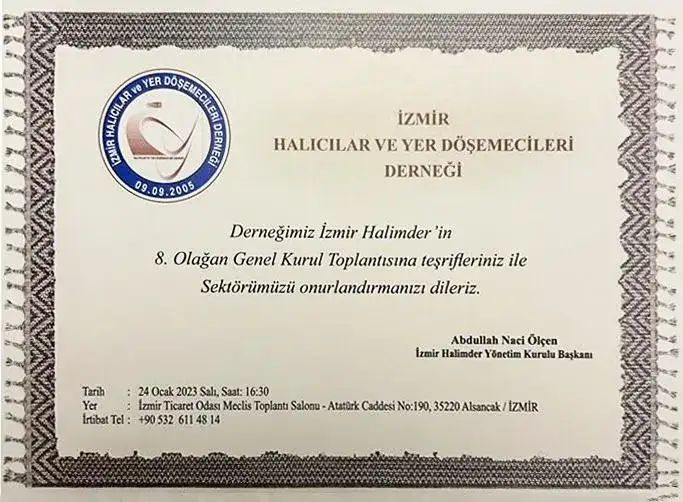 İZMİR HALICILAR ve YER DÖŞEMECİLERİ DERNEĞİ
09.09.2005
İZMİR
HALICILAR VE YER DÖŞEMECİLERİ
DERNEĞİ
Derneğimiz İzmir Halimder'in
8. Olağan Genel Kurul Toplantısına teşrifleriniz ile
Sektörümüzü onurlandırmanızı dileriz.
Abdullah Naci Ölçen
İzmir Halimder Yönetim Kurulu Başkanı
Tarih : 24 Ocak 2023 Salı, Saat: 16:30
Yer : İzmir Ticaret Odası Meclis Toplantı Salonu - Atatürk Caddesi No:190, 35220 Alsancak / İZMİR
İrtibat Tel : +90 532 611 48 14